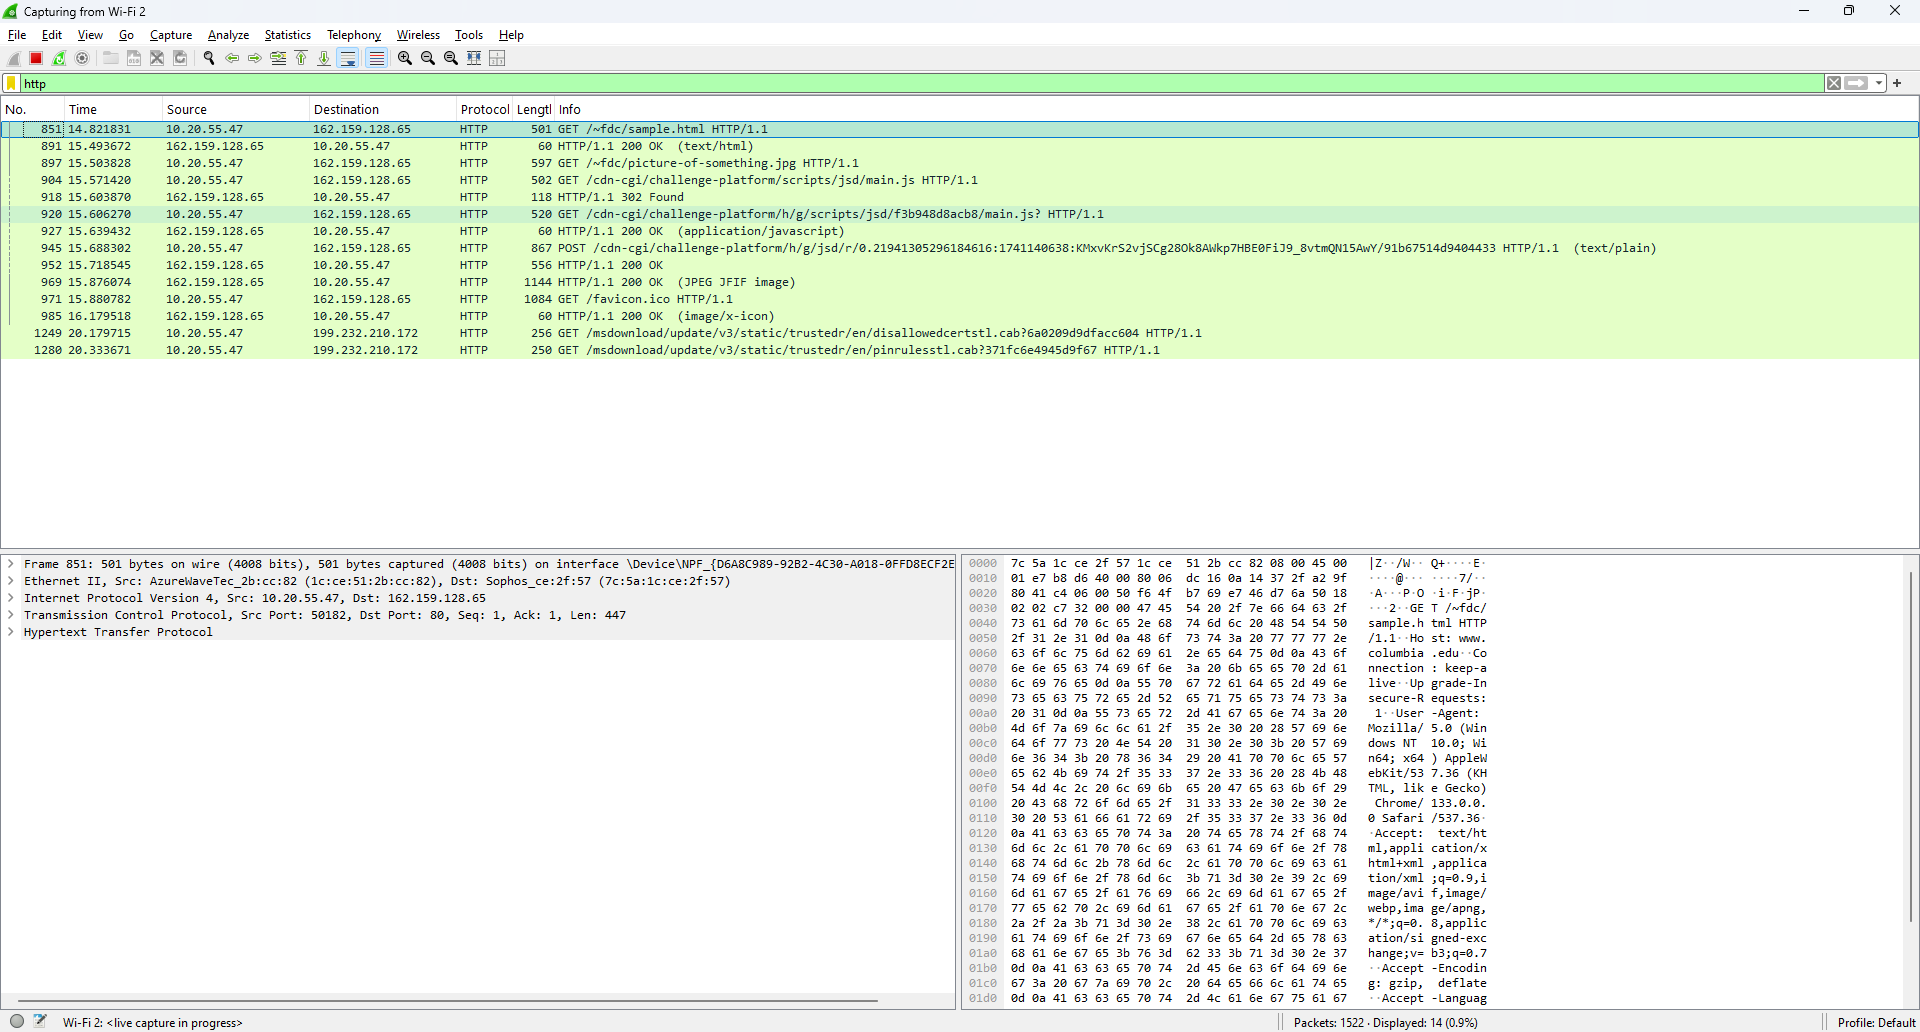 Capturing from Wi-Fi 2
File Edit View Go Capture Analyze Statistics Telephony Wireless Tools Help
http
No. Time Source Destination Protocol Lengtl Info
851 14.821831 10.20.55.47 162.159.128.65 HTTP 501 GET /~fdc/sample.html HTTP/1.1
891 15.493672 162.159.128.65 10.20.55.47 HTTP 60 HTTP/1.1 200 OK (text/html)
897 15.503828 10.20.55.47 162.159.128.65 HTTP 597 GET /~fdc/picture-of-something.jpg HTTP/1.1
904 15.571420 10.20.55.47 162.159.128.65 HTTP 502 GET /cdn-cgi/challenge-platform/scripts/jsd/main.js HTTP/1.1
918 15.603870 162.159.128.65 10.20.55.47 HTTP 118 HTTP/1.1 302 Found
920 15.606270 10.20.55.47 162.159.128.65 HTTP 520 GET /cdn-cgi/challenge-platform/h/g/scripts/jsd/f3b948d8acb8/main.js? HTTP/1.1
927 15.639432 162.159.128.65 10.20.55.47 HTTP 60 HTTP/1.1 200 OK (application/javascript)
945 15.688302 10.20.55.47 162.159.128.65 HTTP 867 POST /cdn-cgi/challenge-platform/h/g/jsd/r/0.21941305296184616:1741140638:KMxvKrS2vjSCg28Ok8AWkp7HBE0FiJ9_8vtmQN15AwY/91b67514d9404433 HTTP/1.1 (text/plain)
952 15.718545 162.159.128.65 10.20.55.47 HTTP 556 HTTP/1.1 200 OK
969 15.876074 162.159.128.65 10.20.55.47 HTTP 1144 HTTP/1.1 200 OK (JPEG JFIF image)
971 15.880782 10.20.55.47 162.159.128.65 HTTP 1084 GET /favicon.ico HTTP/1.1
985 16.179518 162.159.128.65 10.20.55.47 HTTP 60 HTTP/1.1 200 OK (image/x-icon)
1249 20.179715 10.20.55.47 199.232.210.172 HTTP 256 GET /msdownload/update/v3/static/trustedr/en/disallowedcertstl.cab?6a0209d9dfacc604 HTTP/1.1
1280 20.333671 10.20.55.47 199.232.210.172 HTTP 250 GET /msdownload/update/v3/static/trustedr/en/pinrulesstl.cab?371fc6e4945d9f67 HTTP/1.1
Frame 851: 501 bytes on wire (4008 bits), 501 bytes captured (4008 bits) on interface \Device\NPF_{D6A8C989-92B2-4C30-A018-0FFD8ECF2E
Ethernet II, Src: AzureWaveTec_2b:cc:82 (1c:ce:51:2b:cc:82), Dst: Sophos_ce:2f:57 (7c:5a:1c:ce:2f:57)
Internet Protocol Version 4, Src: 10.20.55.47, Dst: 162.159.128.65
Transmission Control Protocol, Src Port: 50182, Dst Port: 80, Seq: 1, Ack: 1, Len: 447
Hypertext Transfer Protocol
0000 7c 5a 1c ce 2f 57 1c ce 51 2b cc 82 08 00 45 00 |Z··/W·· Q+····E·
0010 01 e7 b8 d6 40 00 80 06 dc 16 0a 14 37 2f a2 9f ····@··· ····7/··
0020 80 41 c4 06 00 50 f6 4f b7 69 e7 46 d7 6a 50 18 ·A···P·O ·i·F·jP·
0030 02 02 c7 32 00 00 47 45 54 20 2f 7e 66 64 63 2f ···2··GE T /~fdc/
0040 73 61 6d 70 6c 65 2e 68 74 6d 6c 20 48 54 54 50 sample.h tml HTTP
0050 2f 31 2e 31 0d 0a 48 6f 73 74 3a 20 77 77 77 2e /1.1··Ho st: www.
0060 63 6f 6c 75 6d 62 69 61 2e 65 64 75 0d 0a 43 6f columbia .edu··Co
0070 6e 6e 65 63 74 69 6f 6e 3a 20 6b 65 65 70 2d 61 nnection : keep-a
0080 6c 69 76 65 0d 0a 55 70 67 72 61 64 65 2d 49 6e live··Up grade-In
0090 73 65 63 75 72 65 2d 52 65 71 75 65 73 74 73 3a secure-R equests:
00a0 20 31 0d 0a 55 73 65 72 2d 41 67 65 6e 74 3a 20 1··User -Agent:
00b0 4d 6f 7a 69 6c 6c 61 2f 35 2e 30 20 28 57 69 6e Mozilla/ 5.0 (Win
00c0 64 6f 77 73 20 4e 54 20 31 30 2e 30 3b 20 57 69 dows NT 10.0; Wi
00d0 6e 36 34 3b 20 78 36 34 29 20 41 70 70 6c 65 57 n64; x64 ) AppleW
00e0 65 62 4b 69 74 2f 35 33 37 2e 33 36 20 28 4b 48 ebKit/53 7.36 (KH
00f0 54 4d 4c 2c 20 6c 69 6b 65 20 47 65 63 6b 6f 29 TML, lik e Gecko)
0100 20 43 68 72 6f 6d 65 2f 31 33 33 2e 30 2e 30 2e Chrome/ 133.0.0.
0110 30 20 53 61 66 61 72 69 2f 35 33 37 2e 33 36 0d 0 Safari /537.36·
0120 0a 41 63 63 65 70 74 3a 20 74 65 78 74 2f 68 74 ·Accept: text/ht
0130 6d 6c 2c 61 70 70 6c 69 63 61 74 69 6f 6e 2f 78 ml,appli cation/x
0140 68 74 6d 6c 2b 78 6d 6c 2c 61 70 70 6c 69 63 61 html+xml ,applica
0150 74 69 6f 6e 2f 78 6d 6c 3b 71 3d 30 2e 39 2c 69 tion/xml ;q=0.9,i
0160 6d 61 67 65 2f 61 76 69 66 2c 69 6d 61 67 65 2f mage/avi f,image/
0170 77 65 62 70 2c 69 6d 61 67 65 2f 61 70 6e 67 2c webp,ima ge/apng,
0180 2a 2f 2a 3b 71 3d 30 2e 38 2c 61 70 70 6c 69 63 */*;q=0. 8,applic
0190 61 74 69 6f 6e 2f 73 69 67 6e 65 64 2d 65 78 63 ation/si gned-exc
01a0 68 61 6e 67 65 3b 76 3d 62 33 3b 71 3d 30 2e 37 hange;v= b3;q=0.7
01b0 0d 0a 41 63 63 65 70 74 2d 45 6e 63 6f 64 69 6e ··Accept -Encodin
01c0 67 3a 20 67 7a 69 70 2c 20 64 65 66 6c 61 74 65 g: gzip, deflate
01d0 0d 0a 41 63 63 65 70 74 2d 4c 61 6e 67 75 61 67 ··Accept -Languag
Wi-Fi 2: <live capture in progress>
Packets: 1522 · Displayed: 14 (0.9%)
Profile: Default